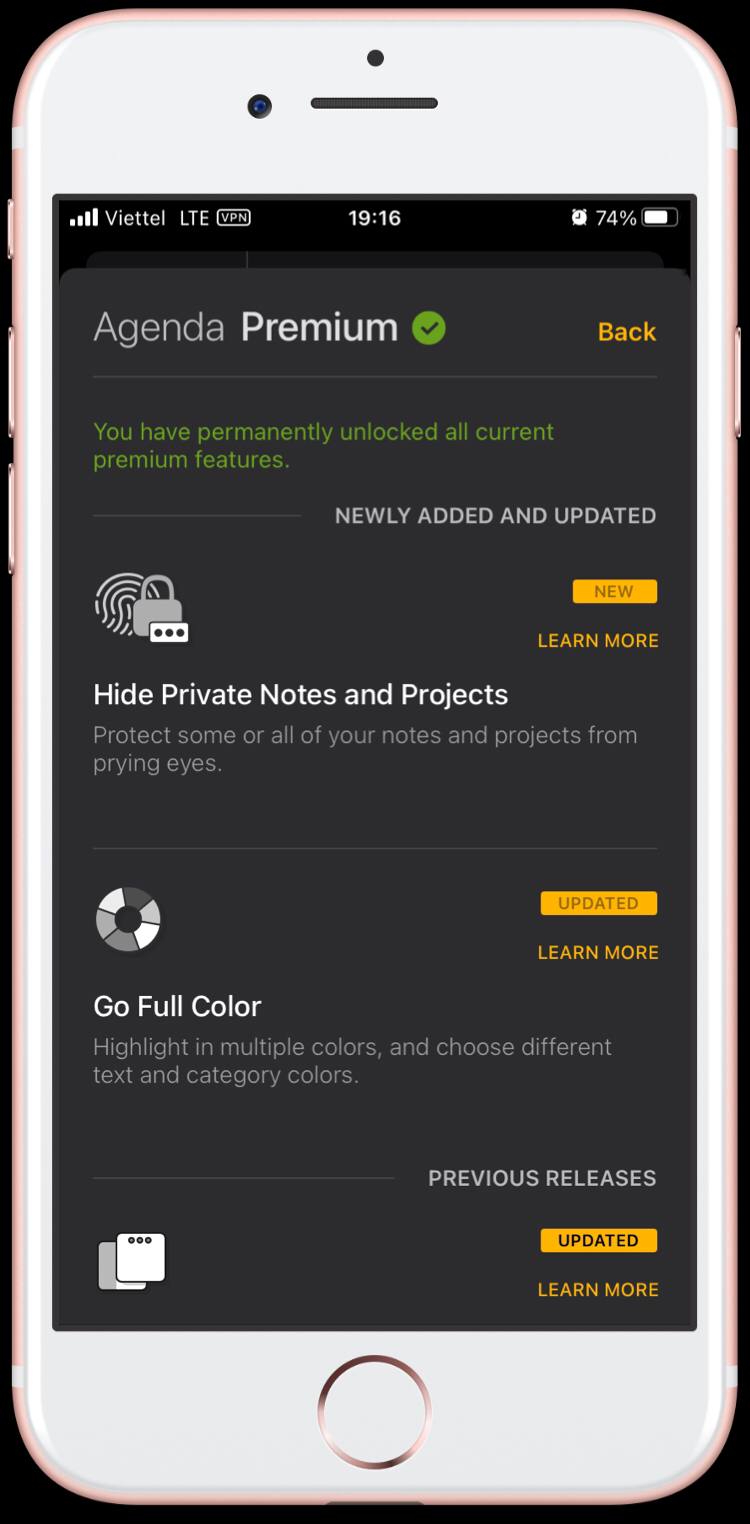 Viettel LTE VPN 19:16 74%
Agenda Premium Back
You have permanently unlocked all current
premium features.
NEWLY ADDED AND UPDATED
NEW
LEARN MORE
Hide Private Notes and Projects
Protect some or all of your notes and projects from
prying eyes.
UPDATED
LEARN MORE
Go Full Color
Highlight in multiple colors, and choose different
text and category colors.
PREVIOUS RELEASES
UPDATED
LEARN MORE